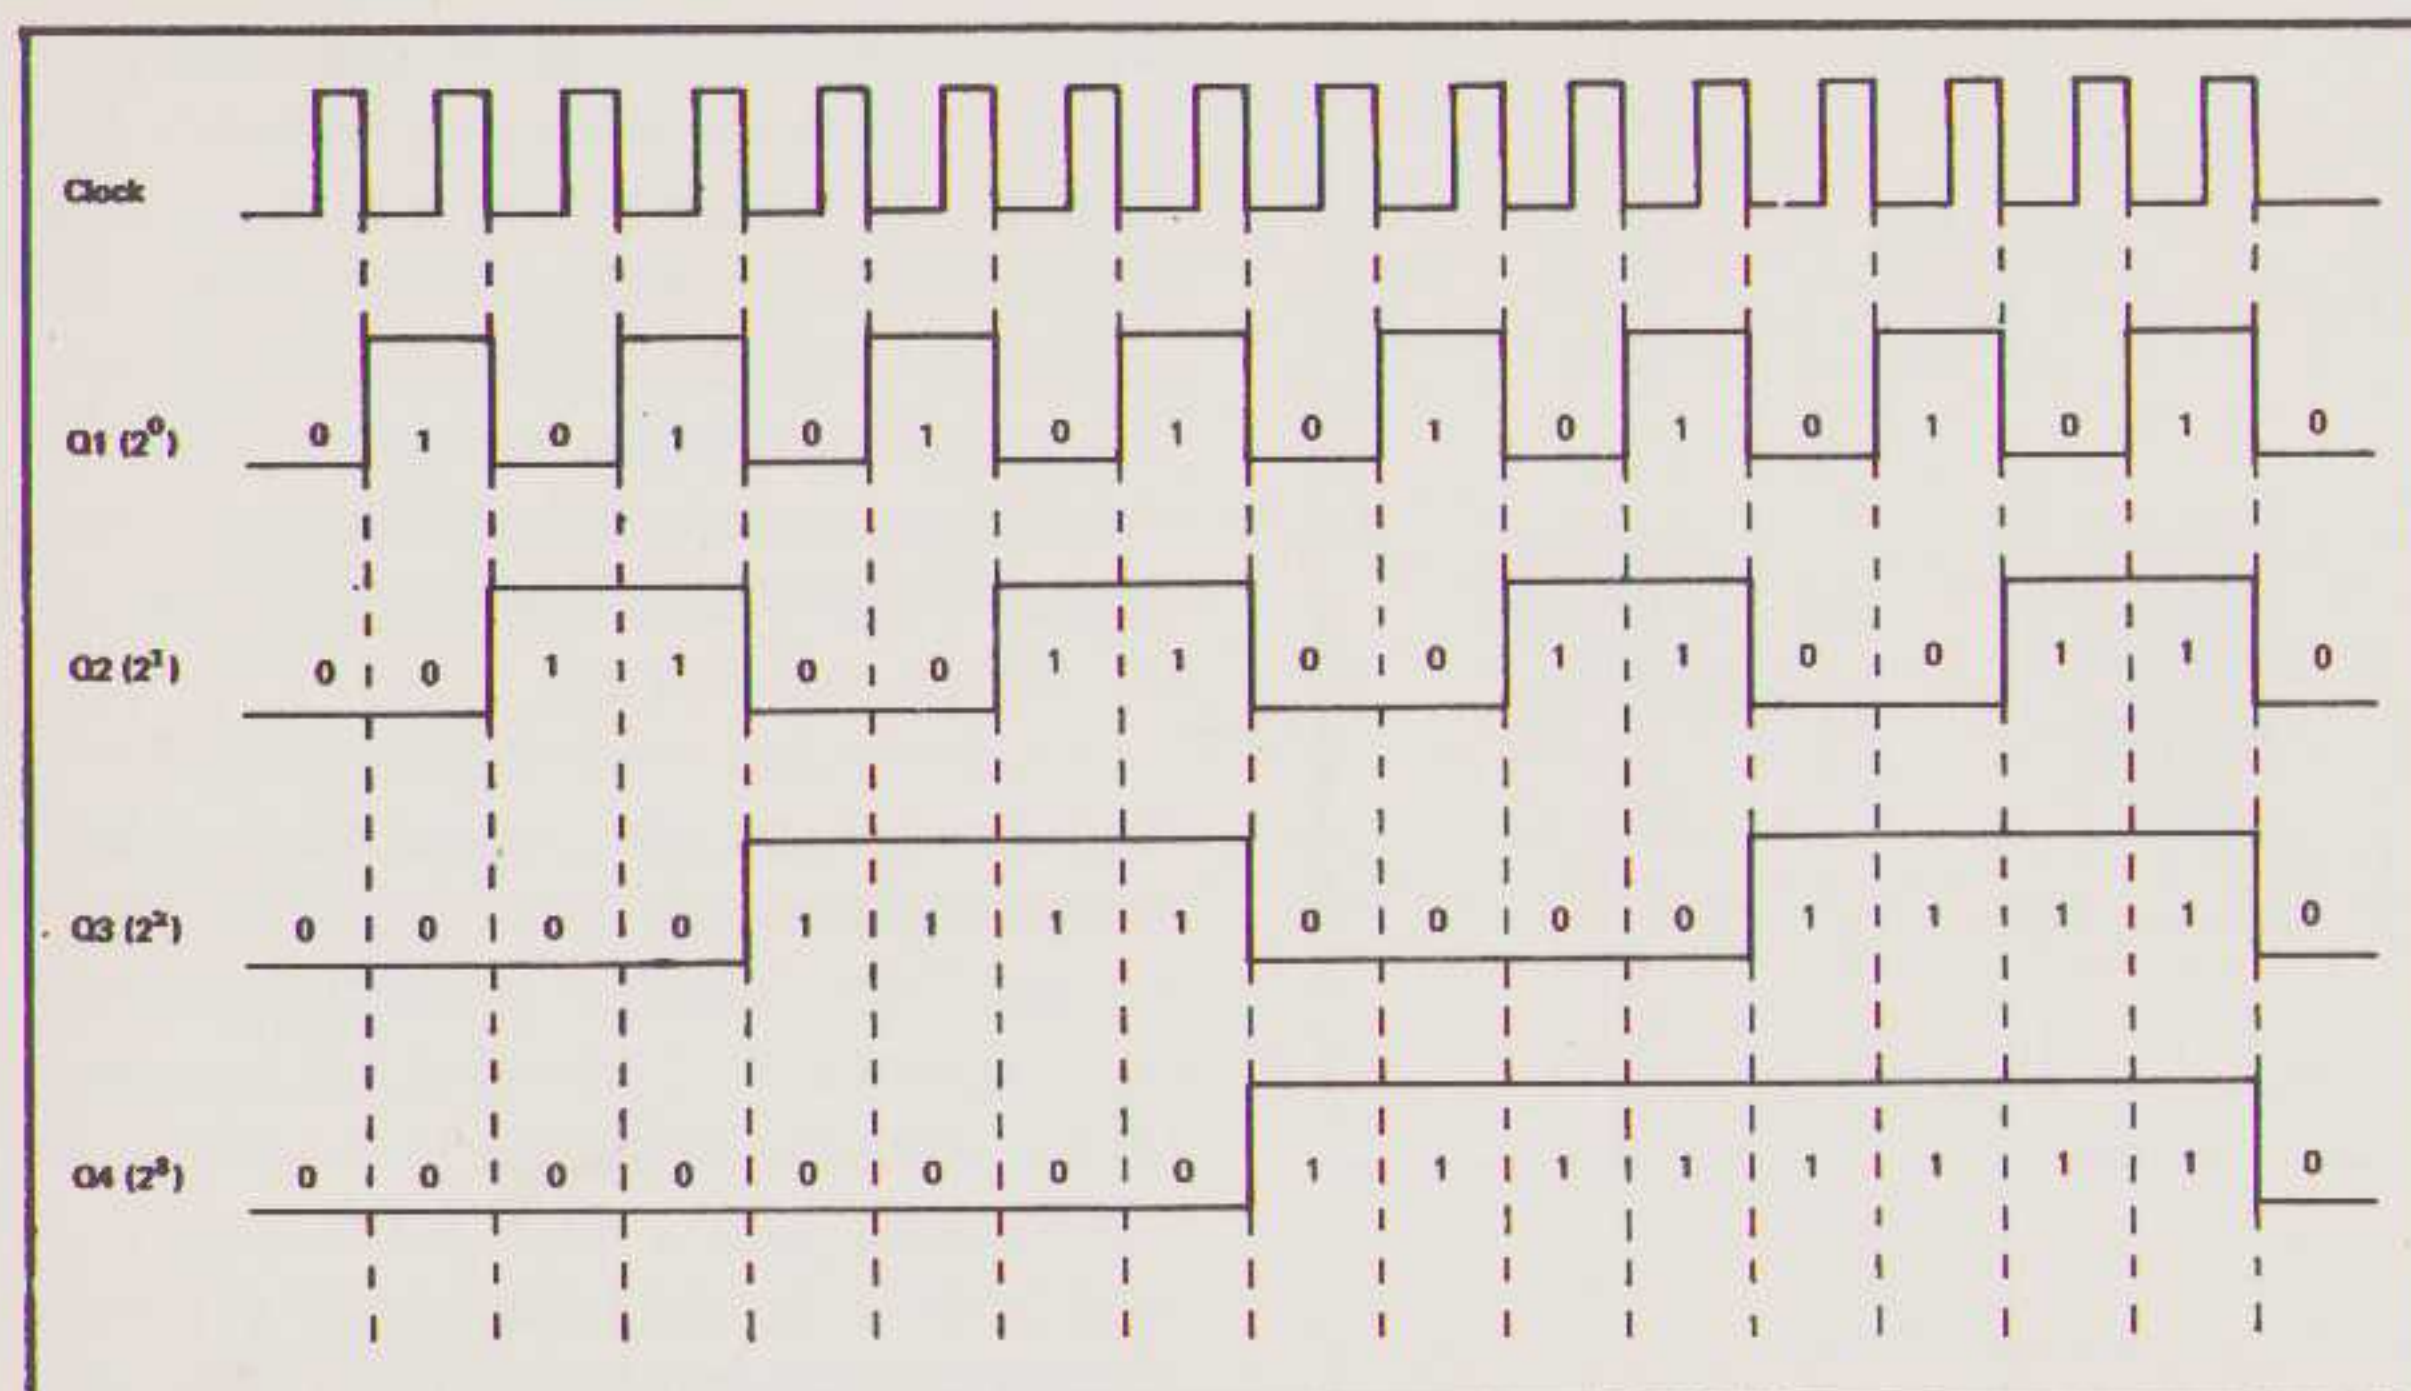 Clock
Q1 (2⁰) 0 1 0 1 0 1 0 1 0 1 0 1 0 1 0 1 0
Q2 (2¹) 0 0 1 1 0 0 1 1 0 0 1 1 0 0 1 1 0
Q3 (2²) 0 0 0 0 1 1 1 1 0 0 0 0 1 1 1 1 0
Q4 (2³) 0 0 0 0 0 0 0 0 1 1 1 1 1 1 1 1 0